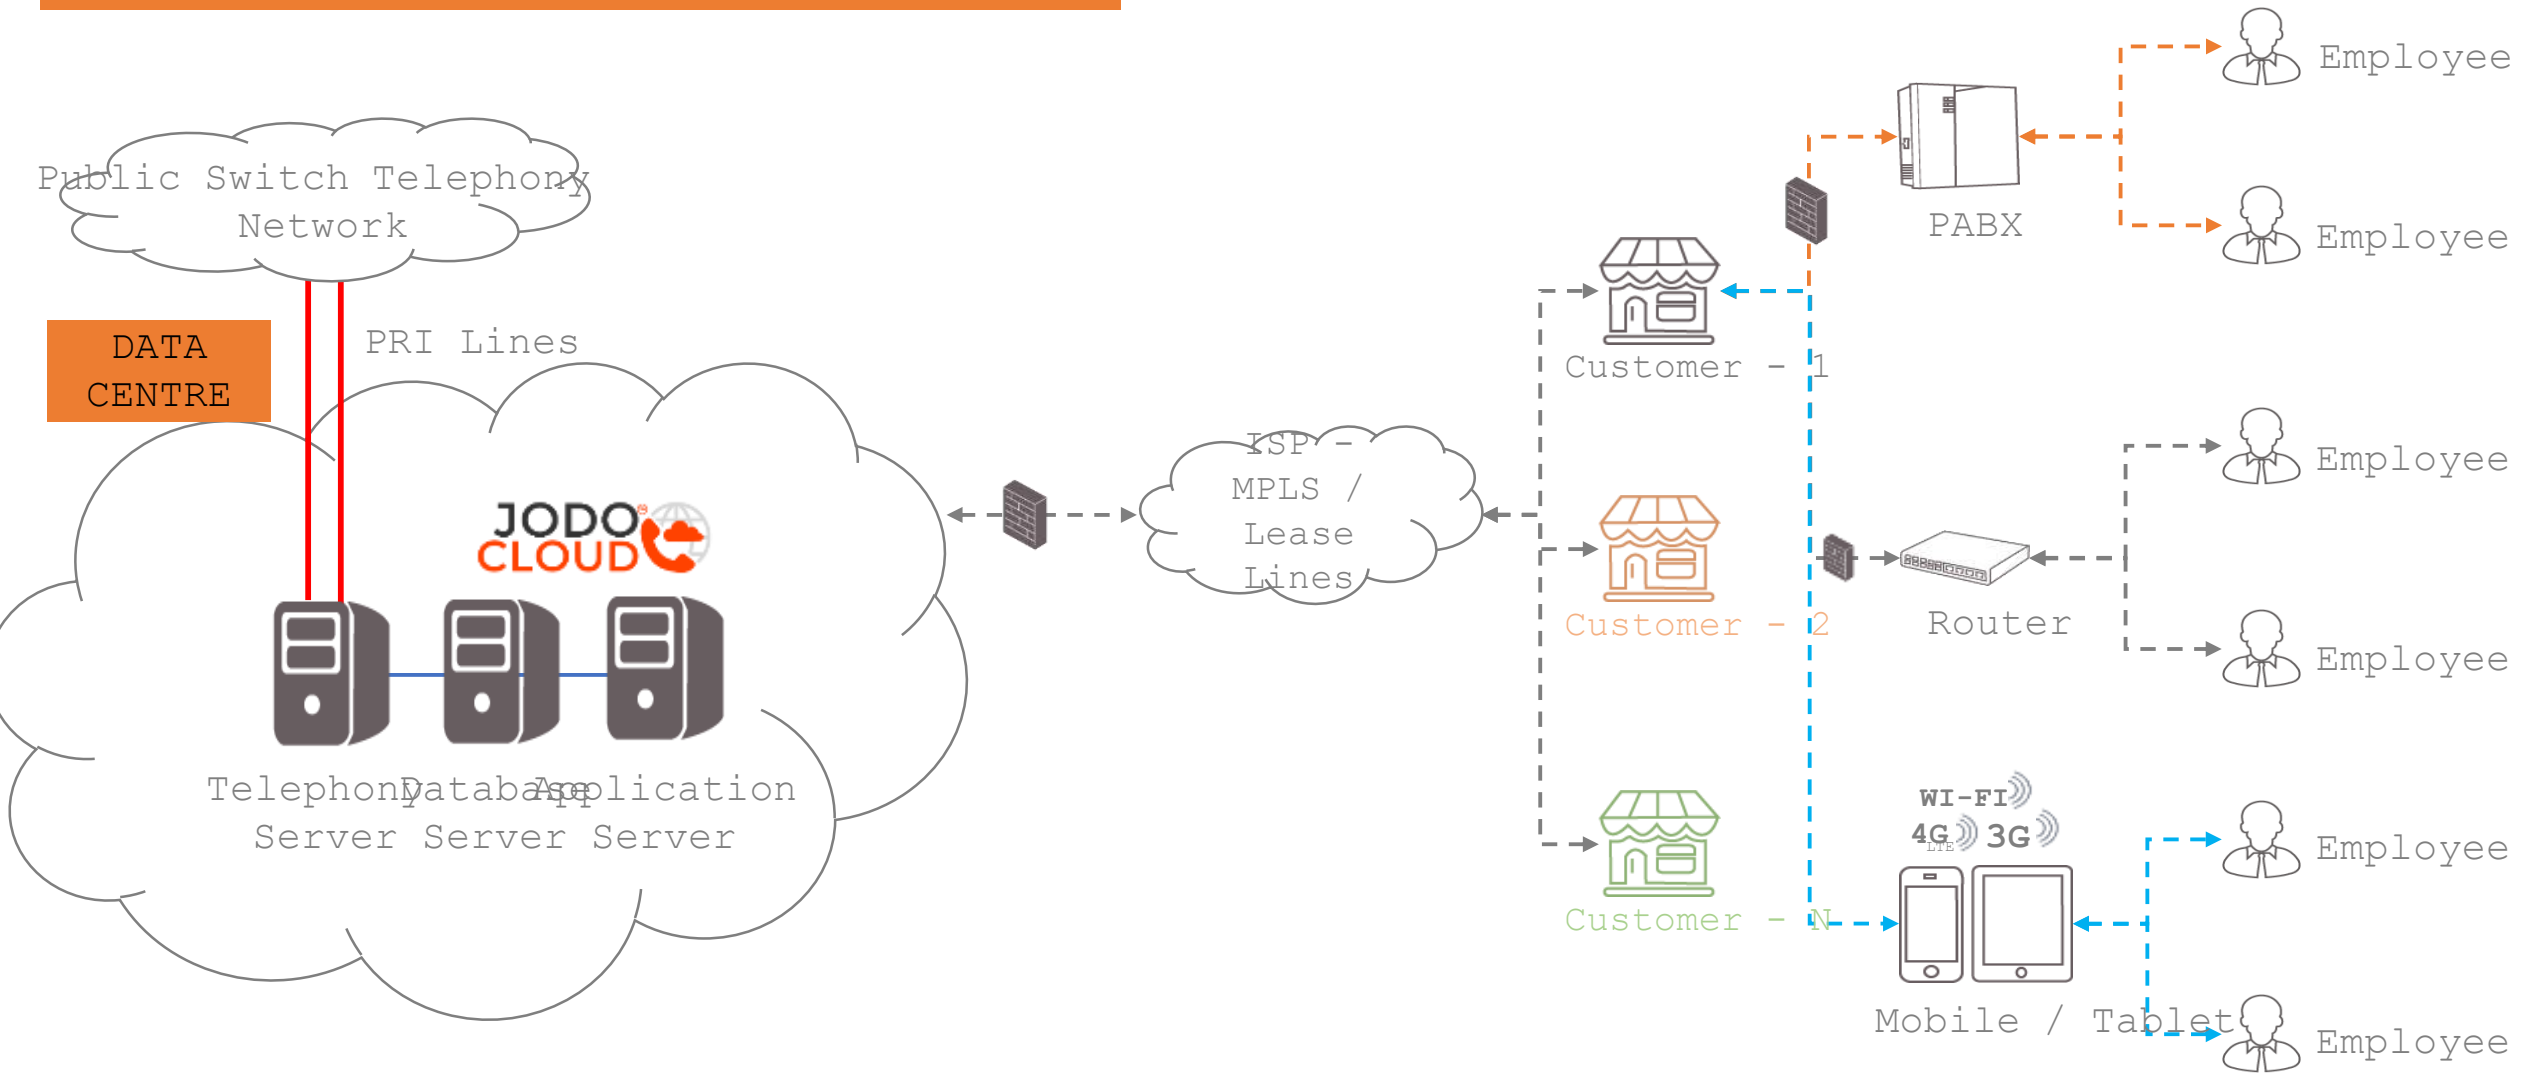 Public Switch Telephony
Network
DATA
CENTRE
PRI Lines
JODO
CLOUD
Telephony
Server
Database
Server
Application
Server
ISP -
MPLS /
Lease
Lines
Customer - 1
Customer - 2
Customer - N
PABX
Router
WI-FI
4G
LTE
3G
Mobile / Tablet
Employee
Employee
Employee
Employee
Employee
Employee